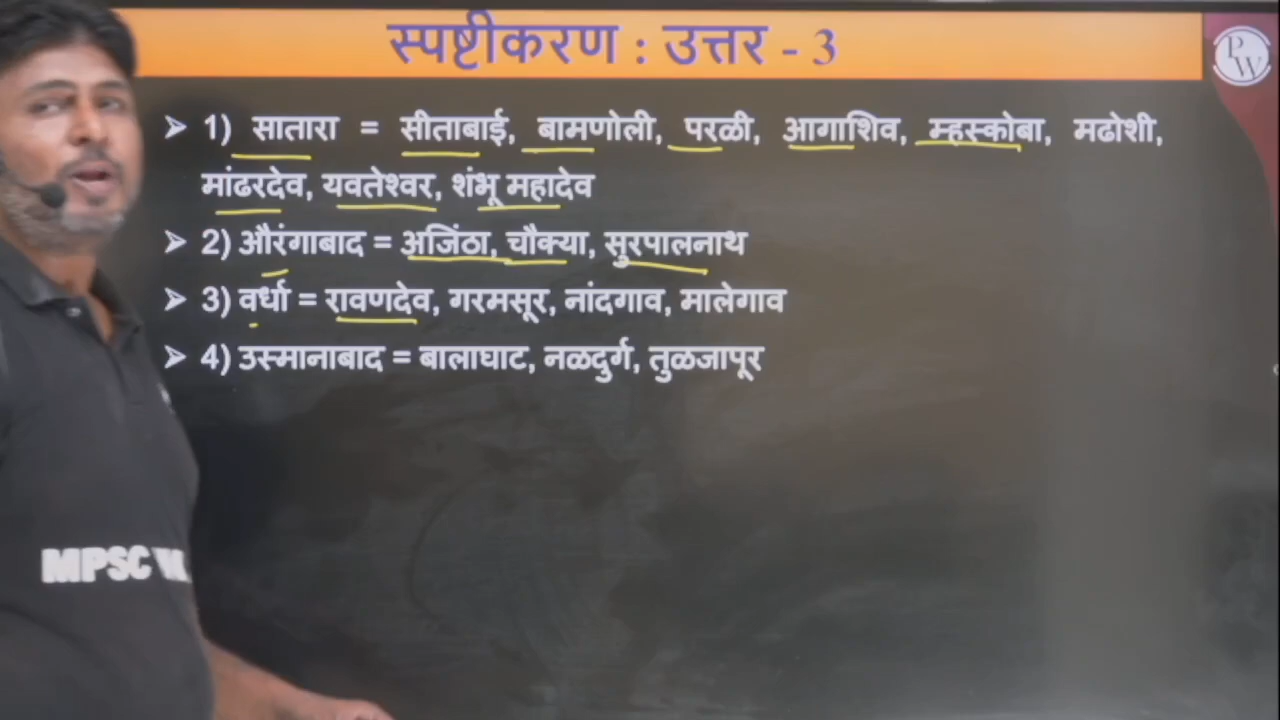 स्पष्टीकरण : उत्तर - 3
PW
➤ 1) सातारा = सीताबाई, बामणोली, परळी, आगाशिव, म्हस्कोबा, मढोशी,
मांढरदेव, यवतेश्वर, शंभू महादेव
➤ 2) औरंगाबाद = अजिंठा, चौक्या, सुरपालनाथ
➤ 3) वर्धा = रावणदेव, गरमसूर, नांदगाव, मालेगाव
➤ 4) उस्मानाबाद = बालाघाट, नळदुर्ग, तुळजापूर
MPSC